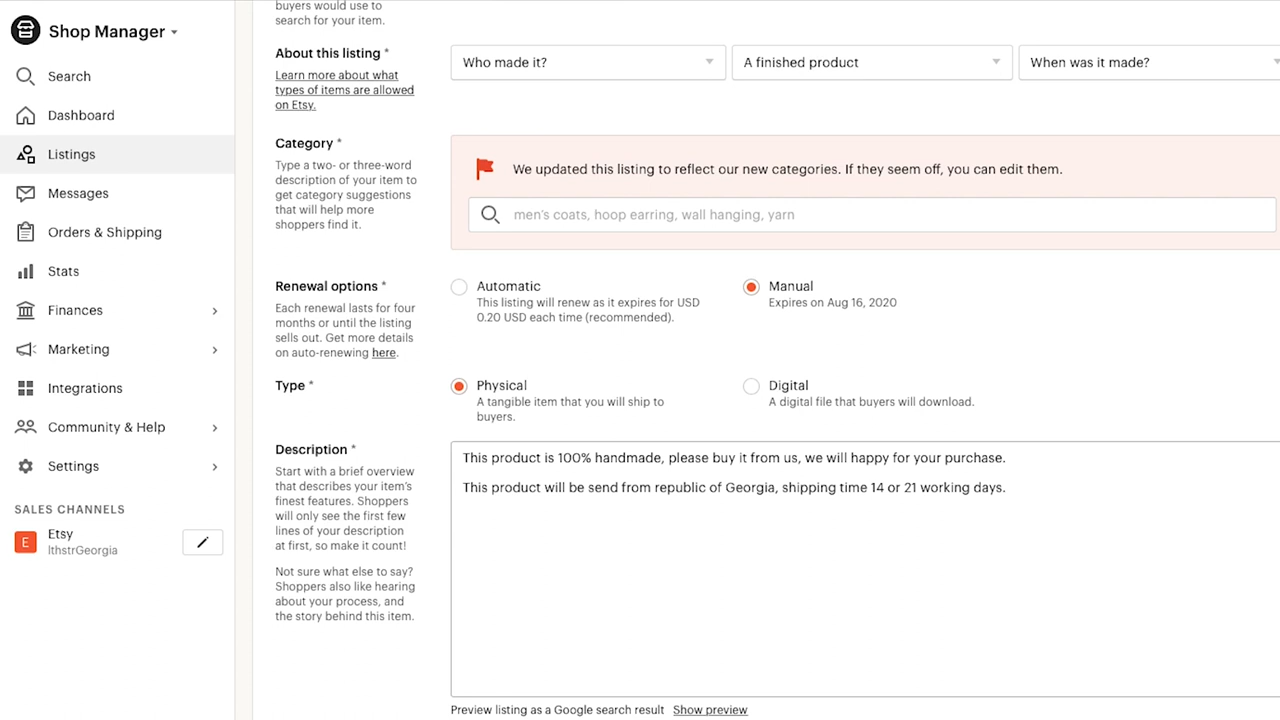 Shop Manager
Search
Dashboard
Listings
Messages
Orders & Shipping
Stats
Finances
Marketing
Integrations
Community & Help
Settings
SALES CHANNELS
E
Etsy
lthstrGeorgia
buyers would use to
search for your item.
About this listing *
Learn more about what
types of items are allowed
on Etsy.
Who made it?
A finished product
When was it made?
Category *
Type a two- or three-word
description of your item to
get category suggestions
that will help more
shoppers find it.
We updated this listing to reflect our new categories. If they seem off, you can edit them.
men's coats, hoop earring, wall hanging, yarn
Renewal options *
Each renewal lasts for four
months or until the listing
sells out. Get more details
on auto-renewing here.
Automatic
This listing will renew as it expires for USD
0.20 USD each time (recommended).
Manual
Expires on Aug 16, 2020
Type *
Physical
A tangible item that you will ship to
buyers.
Digital
A digital file that buyers will download.
Description *
Start with a brief overview
that describes your item's
finest features. Shoppers
will only see the first few
lines of your description
at first, so make it count!
Not sure what else to say?
Shoppers also like hearing
about your process, and
the story behind this item.
This product is 100% handmade, please buy it from us, we will happy for your purchase.
This product will be send from republic of Georgia, shipping time 14 or 21 working days.
Preview listing as a Google search result Show preview